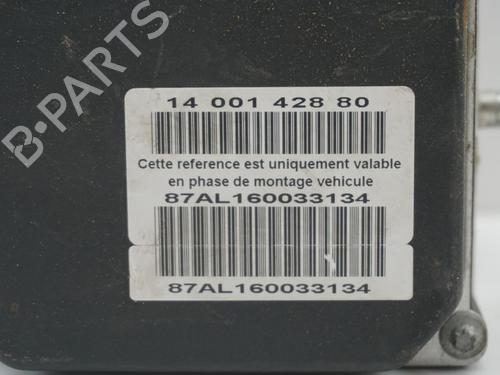 14 001 428 80
Cette reference est uniquement valable
en phase de montage vehicule
87AL160033134
87AL160033134
B-PARTS